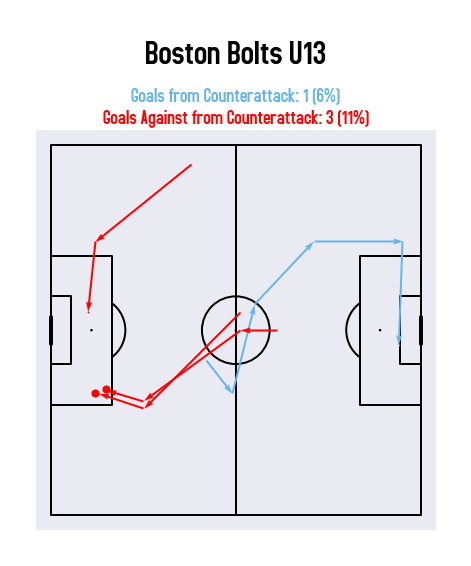 Boston Bolts U13
Goals from Counterattack: 1 (6%)
Goals Against from Counterattack: 3 (11%)